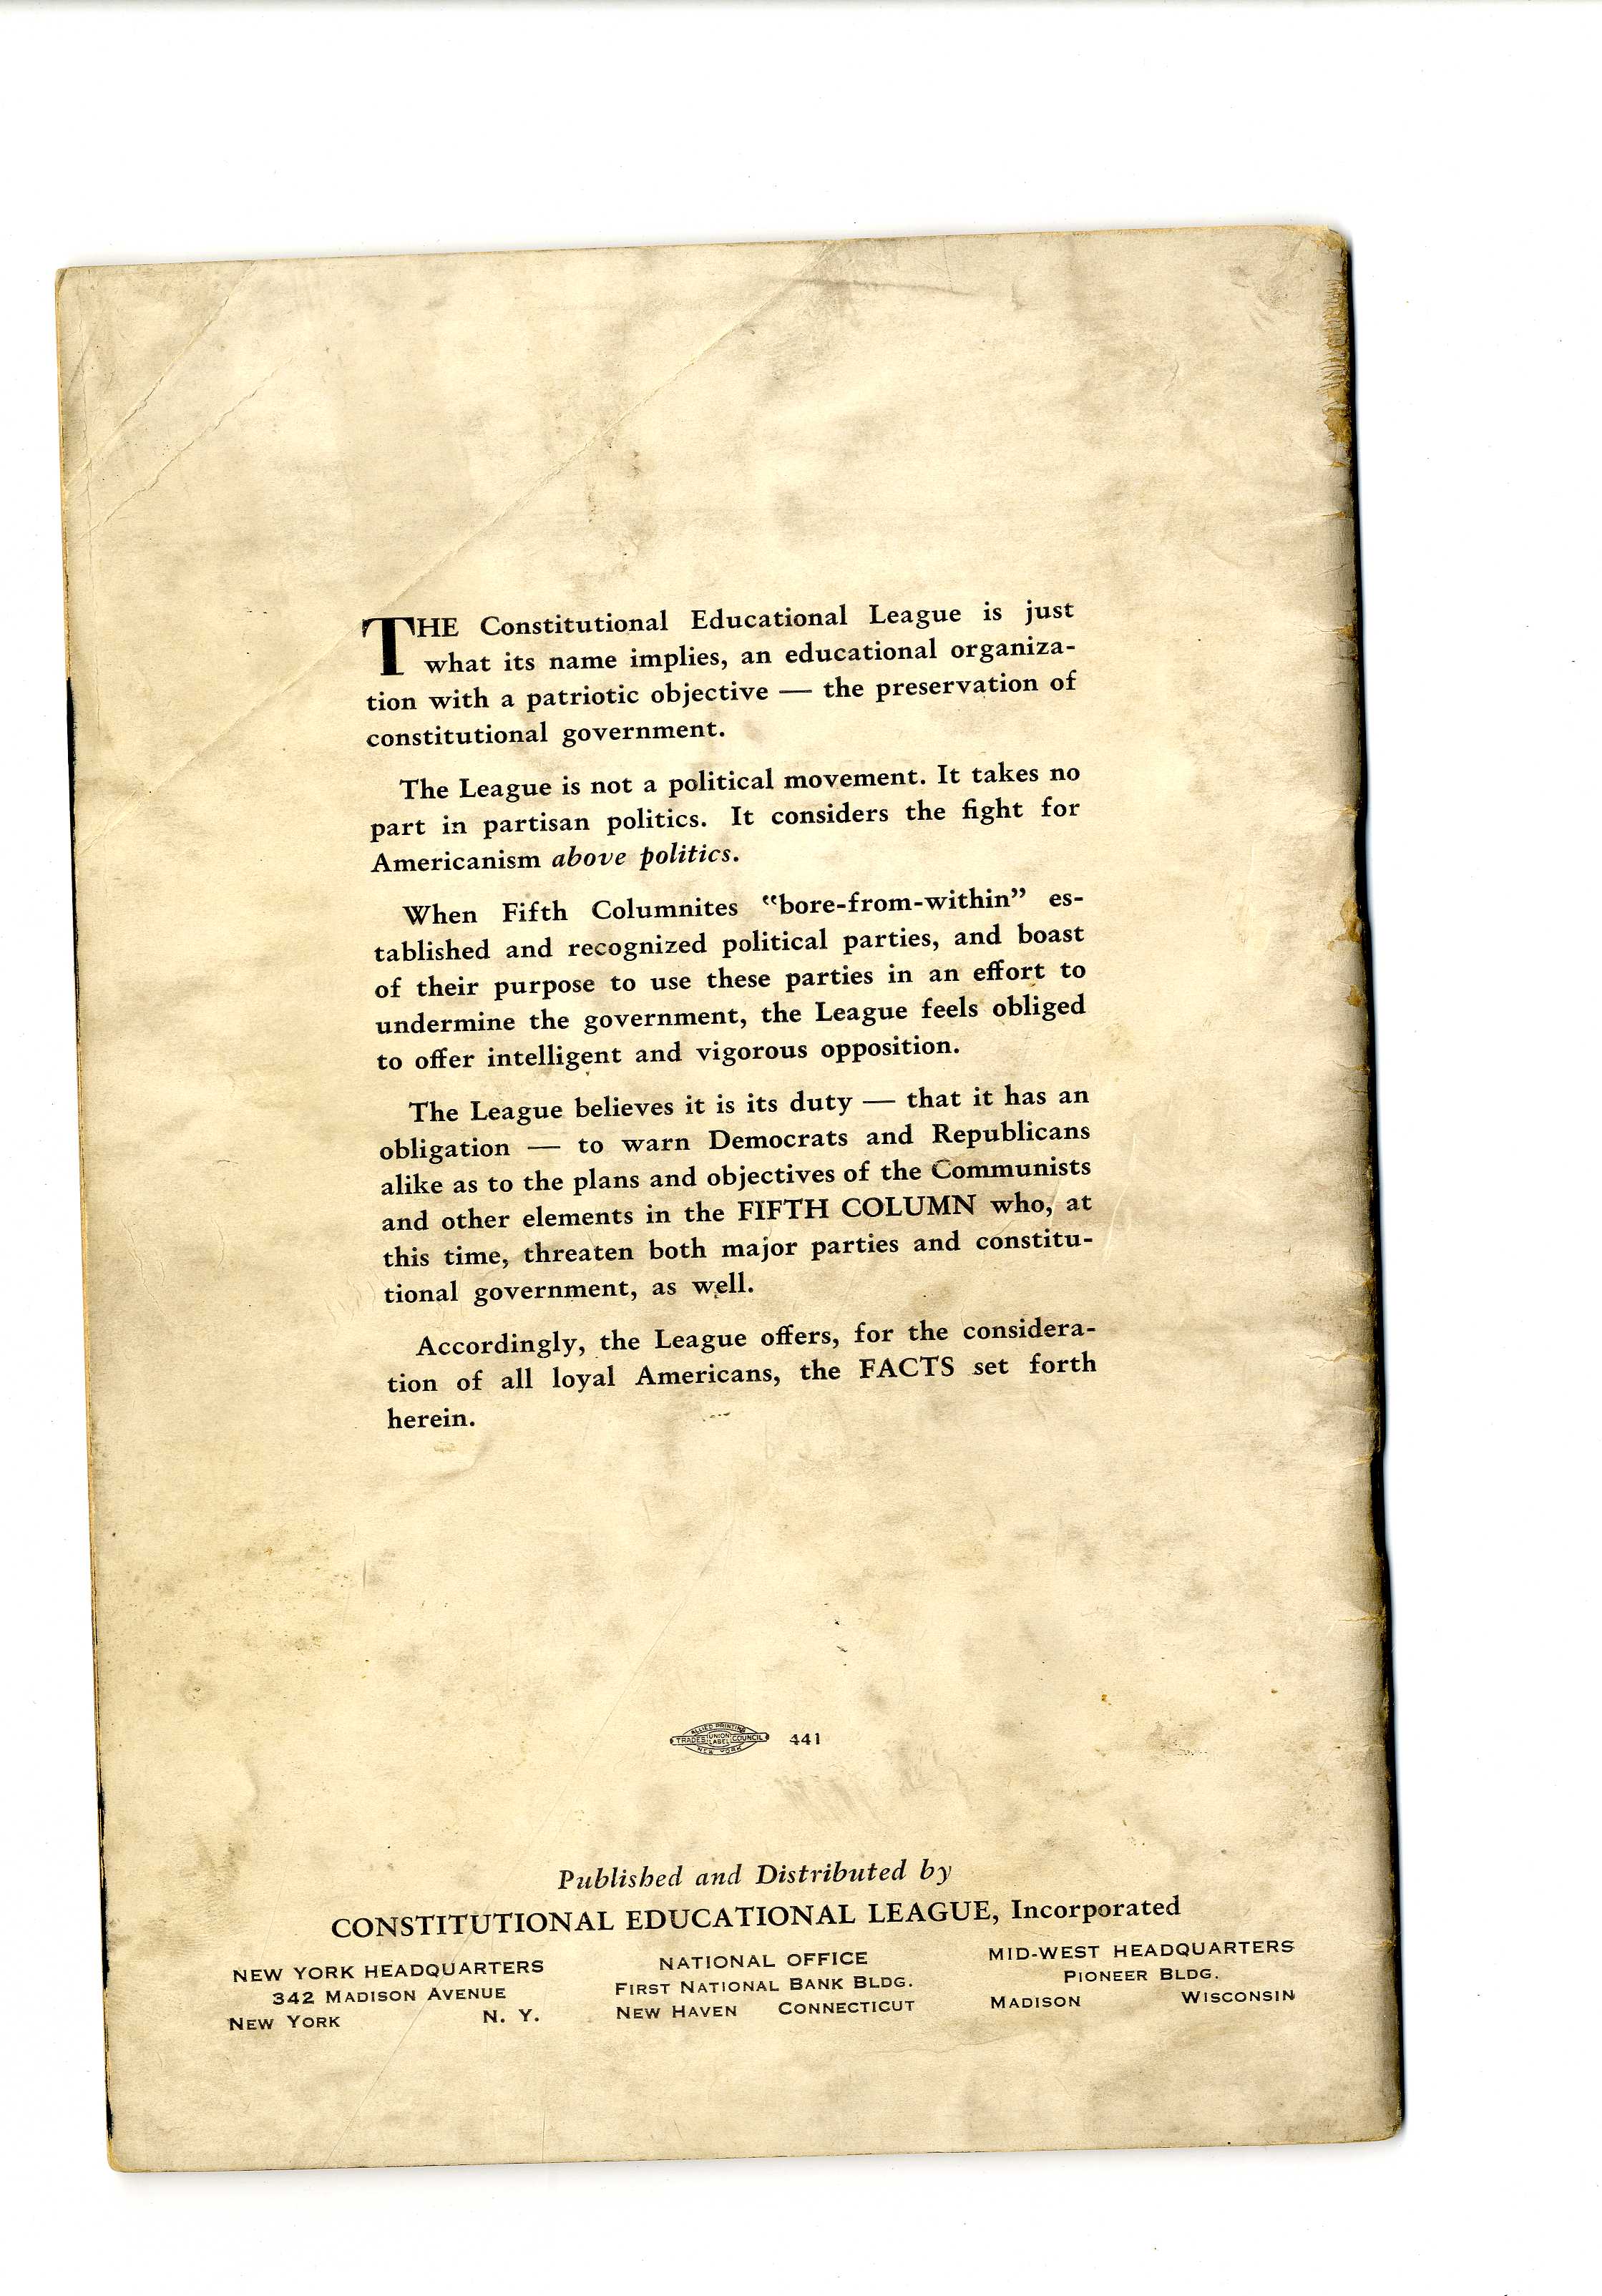 THE Constitutional Educational League is just
what its name implies, an educational organiza-
tion with a patriotic objective — the preservation of
constitutional government.
The League is not a political movement. It takes no
part in partisan politics. It considers the fight for
Americanism above politics.
When Fifth Columnites "bore-from-within" es-
tablished and recognized political parties, and boast
of their purpose to use these parties in an effort to
undermine the government, the League feels obliged
to offer intelligent and vigorous opposition.
The League believes it is its duty — that it has an
obligation — to warn Democrats and Republicans
alike as to the plans and objectives of the Communists
and other elements in the FIFTH COLUMN who, at
this time, threaten both major parties and constitu-
tional government, as well.
Accordingly, the League offers, for the considera-
tion of all loyal Americans, the FACTS set forth
herein.
ALLIED PRINTING
TRADES UNION LABEL COUNCIL
NEW YORK
441
Published and Distributed by
CONSTITUTIONAL EDUCATIONAL LEAGUE, Incorporated
NEW YORK HEADQUARTERS
342 MADISON AVENUE
NEW YORK N. Y.
NATIONAL OFFICE
FIRST NATIONAL BANK BLDG.
NEW HAVEN CONNECTICUT
MID-WEST HEADQUARTERS
PIONEER BLDG.
MADISON WISCONSIN